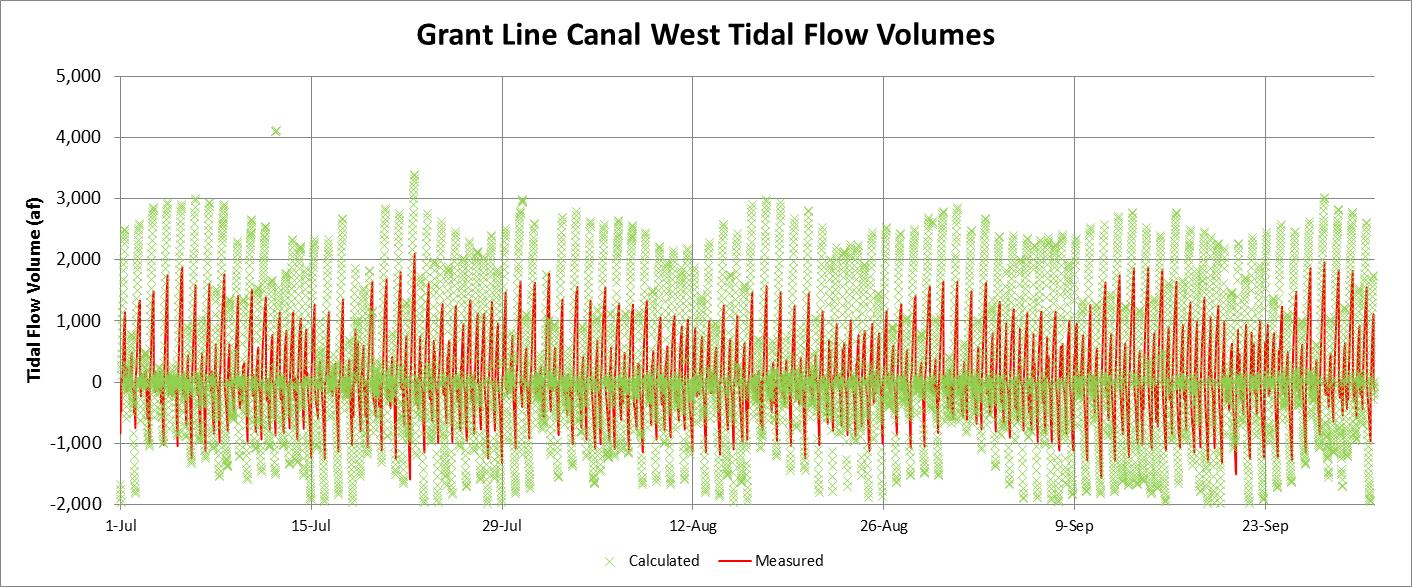 Grant Line Canal West Tidal Flow Volumes
Tidal Flow Volume (af)
5,000
4,000
3,000
2,000
1,000
0
-1,000
-2,000
1-Jul 15-Jul 29-Jul 12-Aug 26-Aug 9-Sep 23-Sep
Calculated Measured